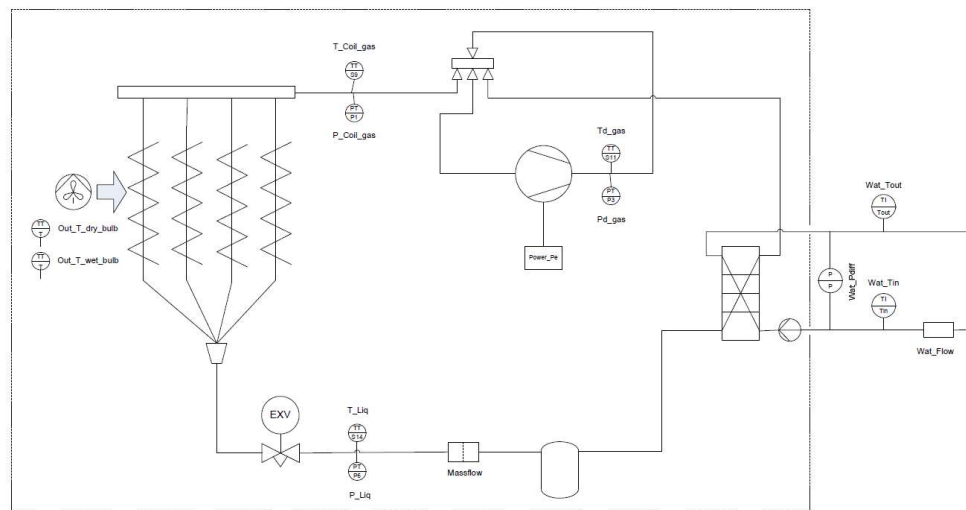 T_Coil_gas
TT
S9
PT
P1
P_Coil_gas
Td_gas
TT
S11
PT
P3
Pd_gas
Power_Pe
TT
T
Out_T_dry_bulb
TT
T
Out_T_wet_bulb
Wat_Tout
TI
Tout
P
P
Wat_Pdiff
Wat_Tin
TI
Tin
Wat_Flow
EXV
T_Liq
TT
S14
PT
P6
P_Liq
Massflow